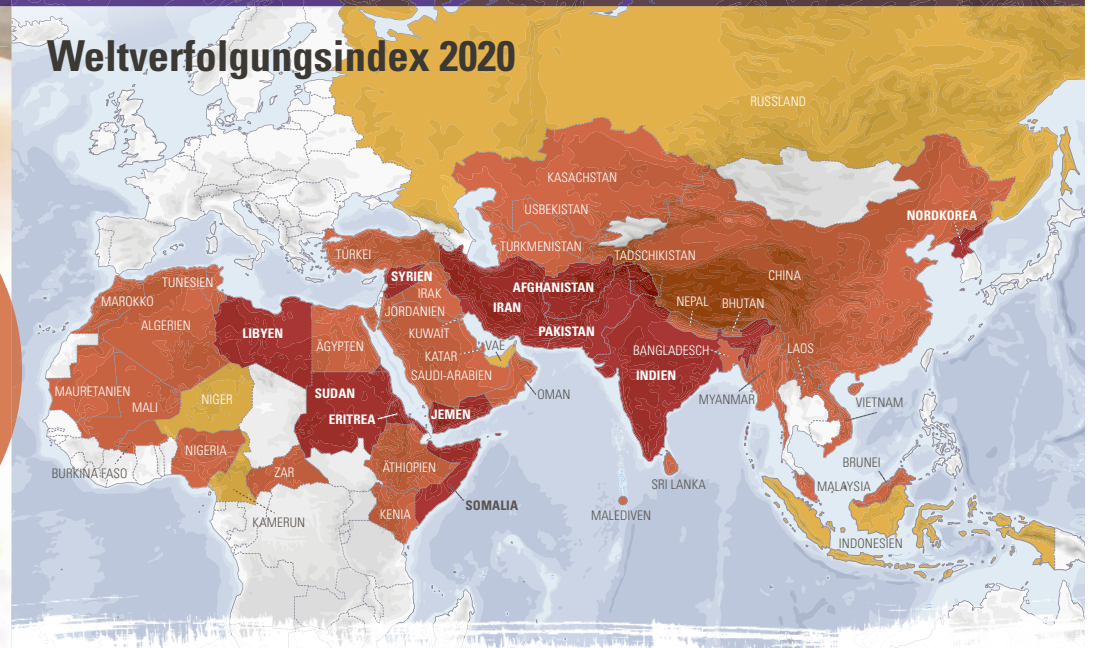 Weltverfolgungsindex 2020
RUSSLAND
KASACHSTAN
USBEKISTAN
NORDKOREA
TURKMENISTAN
TÜRKEI
TADSCHIKISTAN
SYRIEN
CHINA
TUNESIEN
AFGHANISTAN
IRAK
MAROKKO
NEPAL
BHUTAN
IRAN
JORDANIEN
ALGERIEN
LIBYEN
KUWAIT
PAKISTAN
ÄGYPTEN
VAE
BANGLADESCH
LAOS
KATAR
SAUDI-ARABIEN
INDIEN
MAURETANIEN
SUDAN
OMAN
NIGER
MYANMAR
VIETNAM
MALI
JEMEN
ERITREA
NIGERIA
BRUNEI
ÄTHIOPIEN
BURKINA FASO
ZAR
SRI LANKA
MALAYSIA
SOMALIA
KENIA
MALEDIVEN
KAMERUN
INDONESIEN